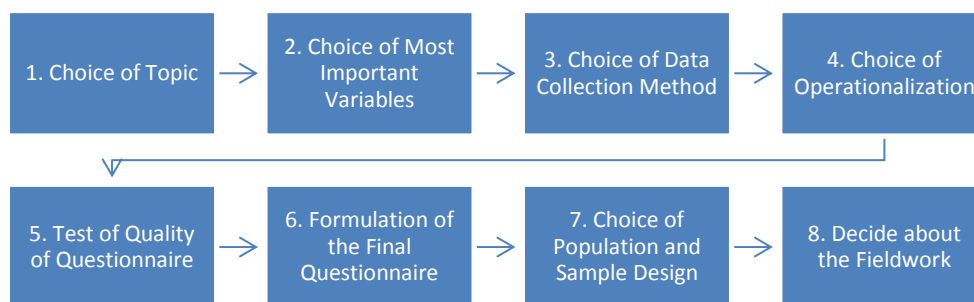 1. Choice of Topic
2. Choice of Most
Important
Variables
3. Choice of Data
Collection Method
4. Choice of
Operationalization
5. Test of Quality
of Questionnaire
6. Formulation of
the Final
Questionnaire
7. Choice of
Population and
Sample Design
8. Decide about
the Fieldwork